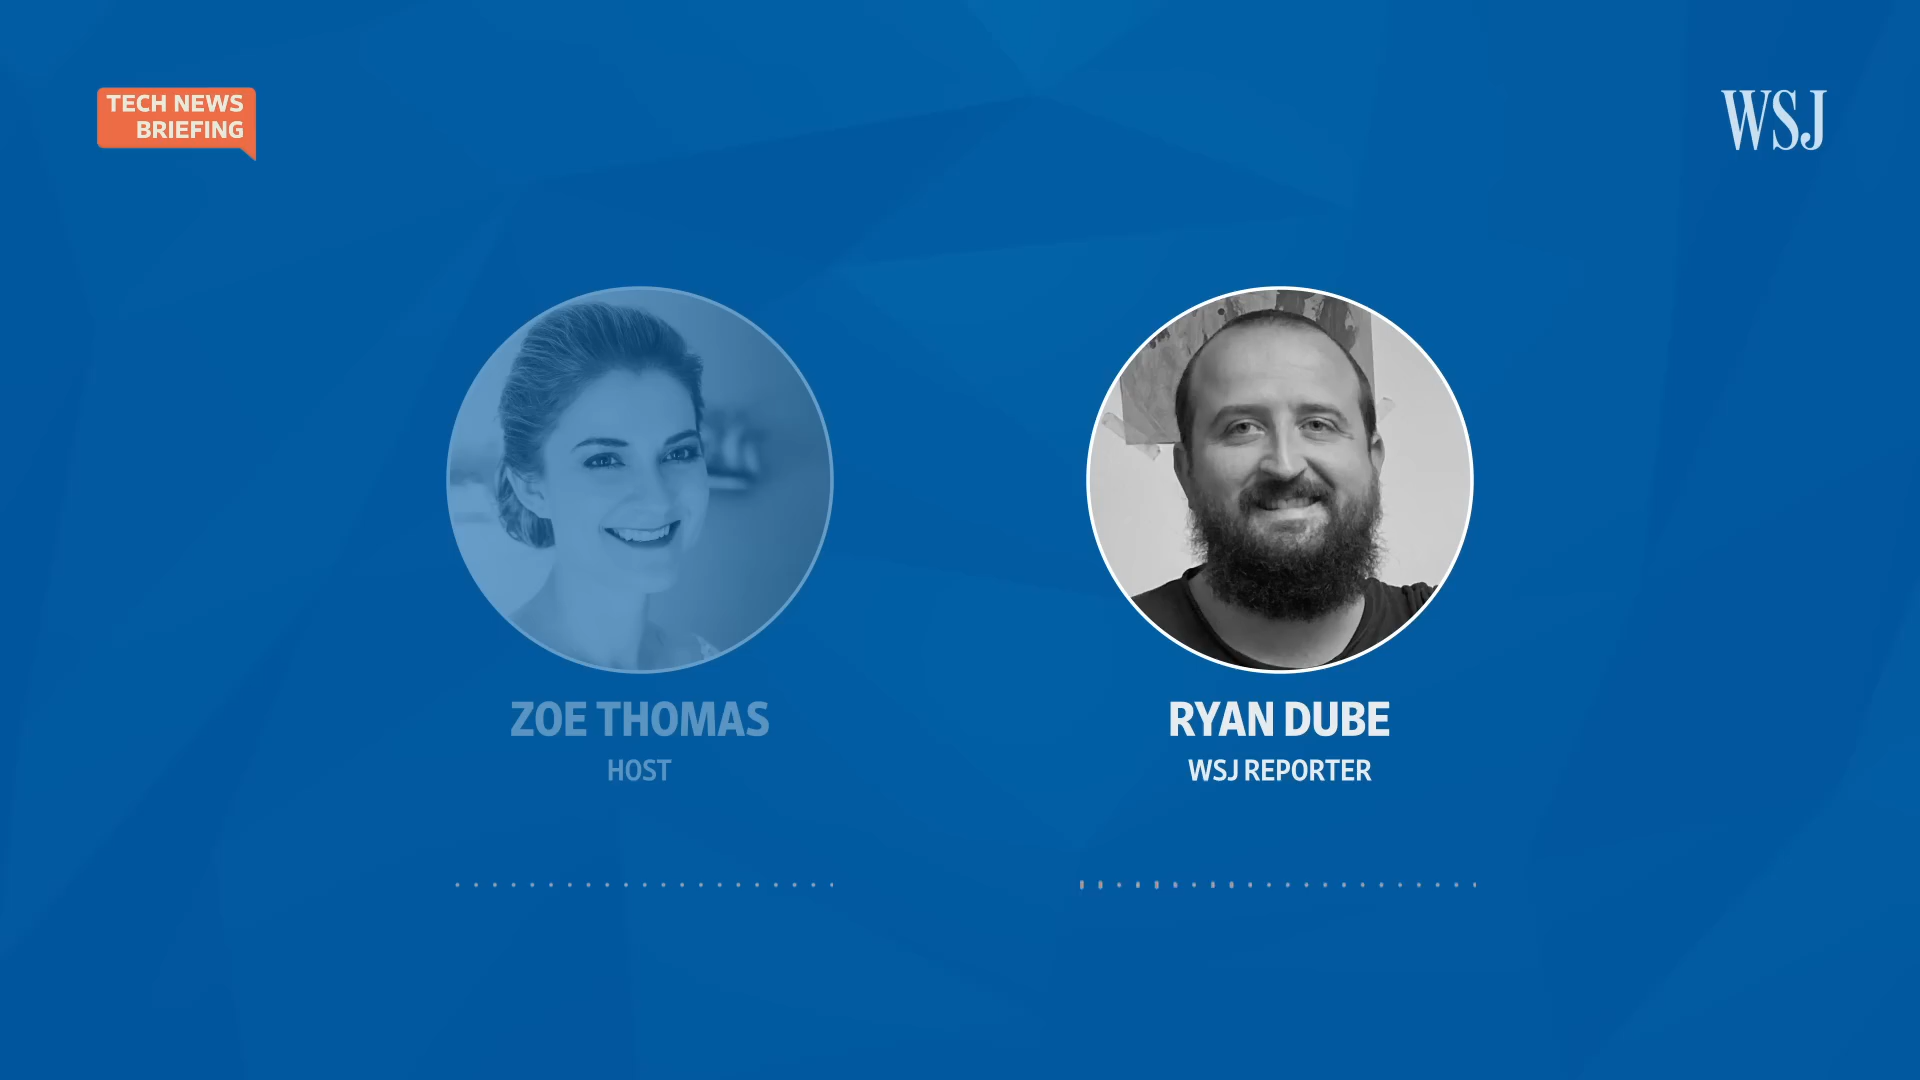 TECH NEWS
BRIEFING
WSJ
ZOE THOMAS
HOST
RYAN DUBE
WSJ REPORTER